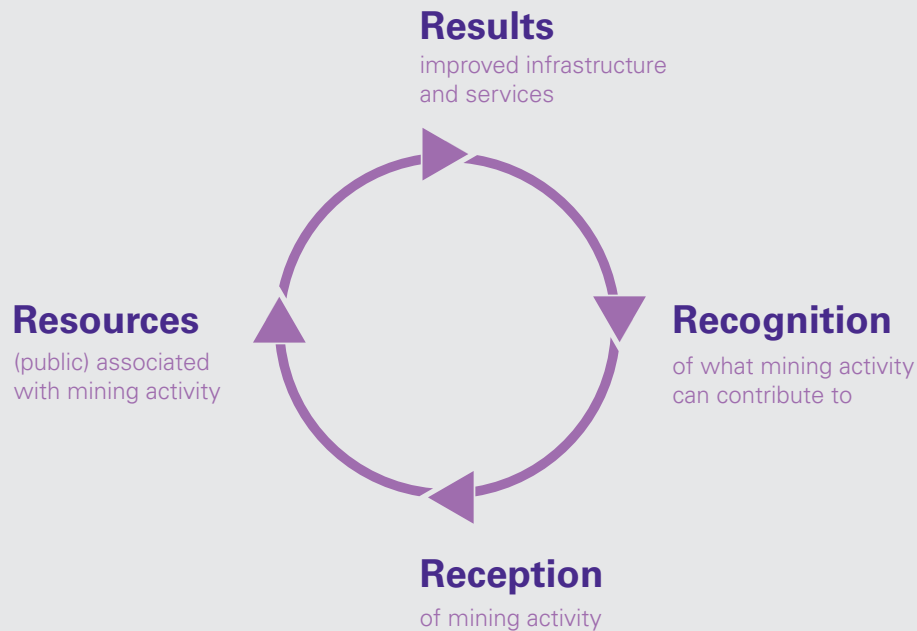 Results
improved infrastructure
and services
Resources
(public) associated
with mining activity
Recognition
of what mining activity
can contribute to
Reception
of mining activity